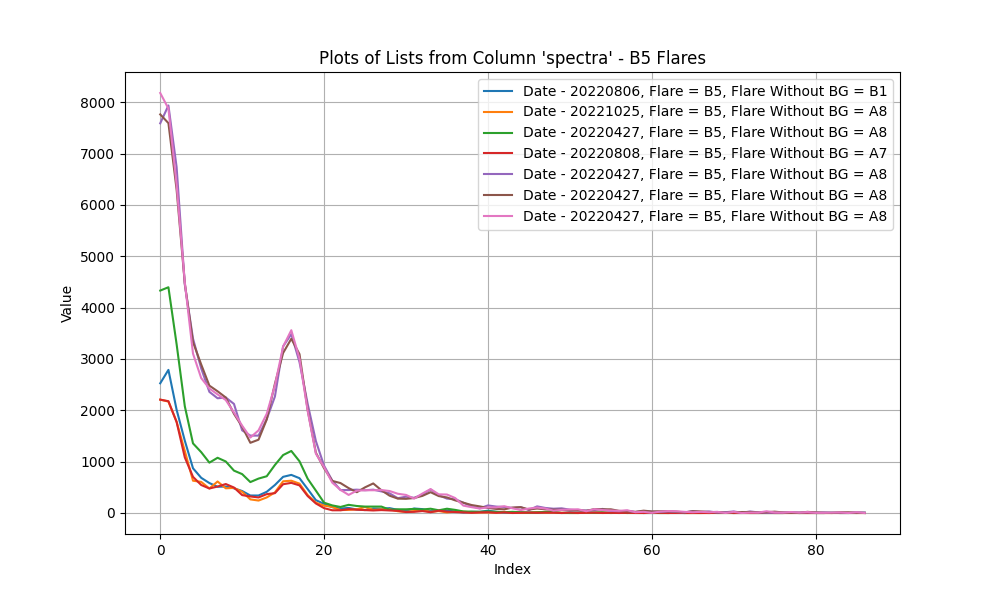 Plots of Lists from Column 'spectra' - B5 Flares
Date - 20220806, Flare = B5, Flare Without BG = B1
Date - 20221025, Flare = B5, Flare Without BG = A8
Date - 20220427, Flare = B5, Flare Without BG = A8
Date - 20220808, Flare = B5, Flare Without BG = A7
Date - 20220427, Flare = B5, Flare Without BG = A8
Date - 20220427, Flare = B5, Flare Without BG = A8
Date - 20220427, Flare = B5, Flare Without BG = A8
8000
7000
6000
5000
4000
3000
2000
1000
0
Value
0 20 40 60 80
Index